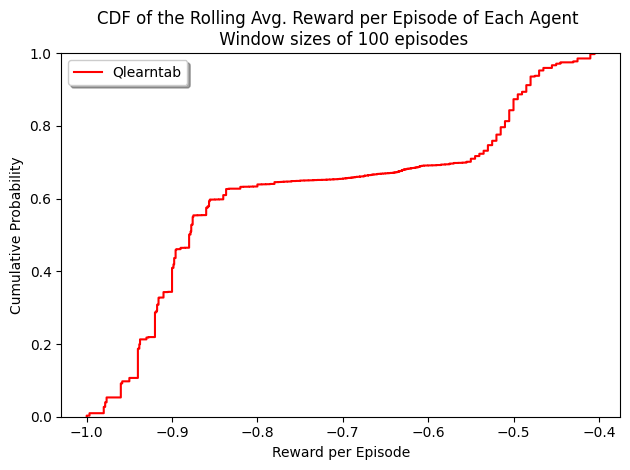 CDF of the Rolling Avg. Reward per Episode of Each Agent
Window sizes of 100 episodes
Qlearntab
Cumulative Probability
1.0
0.8
0.6
0.4
0.2
0.0
−1.0 −0.9 −0.8 −0.7 −0.6 −0.5 −0.4
Reward per Episode